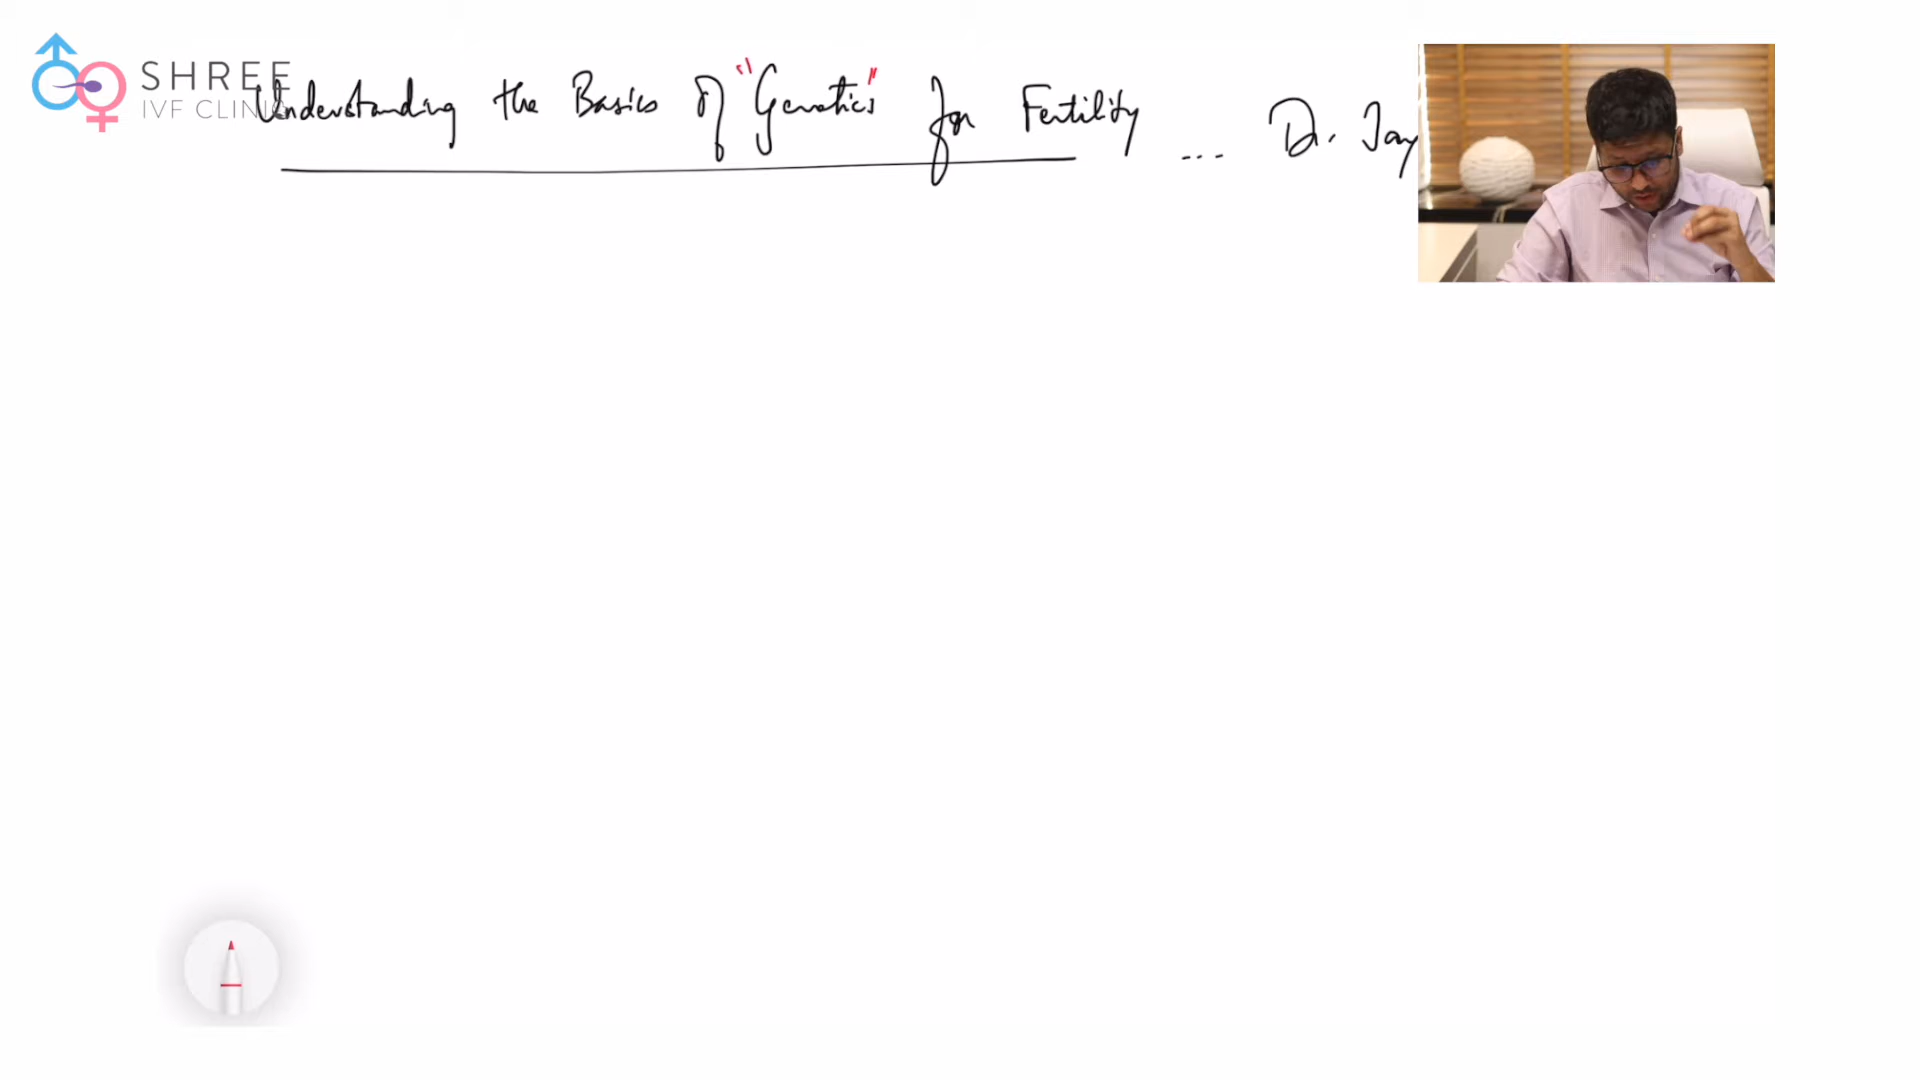 SHREE
IVF CLINIC
Understanding the Basics of "Genetics" for Fertility ... Dr. Jay